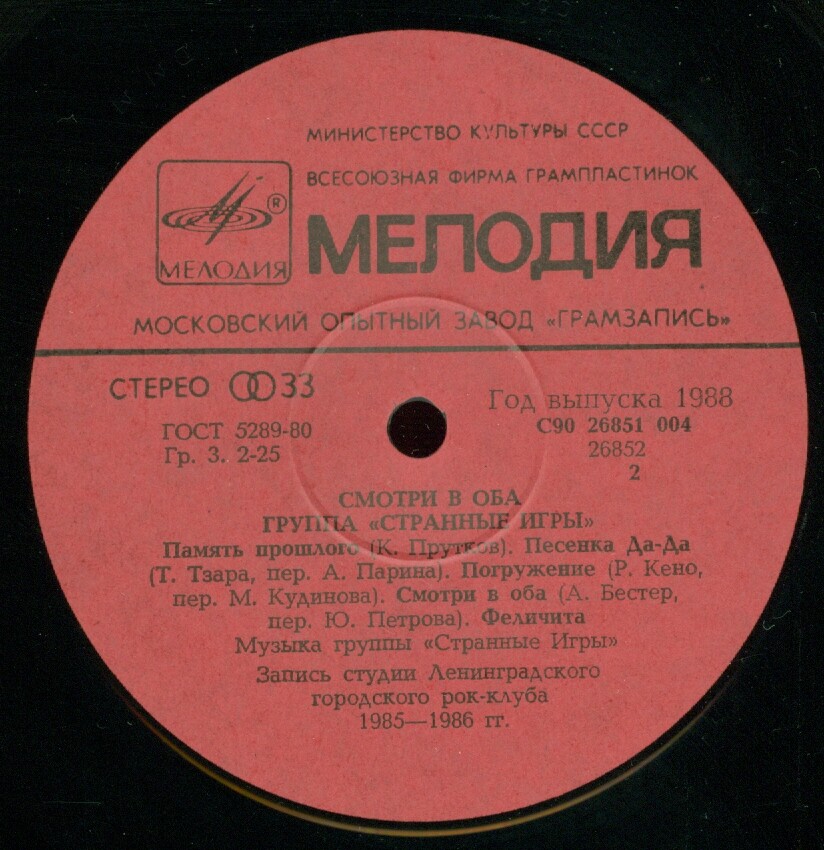 МИНИСТЕРСТВО КУЛЬТУРЫ СССР
ВСЕСОЮЗНАЯ ФИРМА ГРАМПЛАСТИНОК
®
МЕЛОДИЯ
МЕЛОДИЯ
МОСКОВСКИЙ ОПЫТНЫЙ ЗАВОД «ГРАМЗАПИСЬ»
СТЕРЕО 33
Год выпуска 1988
ГОСТ 5289-80
С90 26851 004
Гр. 3. 2-25
26852
2
СМОТРИ В ОБА
ГРУППА «СТРАННЫЕ ИГРЫ»
Память прошлого (К. Прутков). Песенка Да-Да
(Т. Тзара, пер. А. Парина). Погружение (Р. Кено,
пер. М. Кудинова). Смотри в оба (А. Бестер,
пер. Ю. Петрова). Феличита
Музыка группы «Странные Игры»
Запись студии Ленинградского
городского рок-клуба
1985—1986 гг.